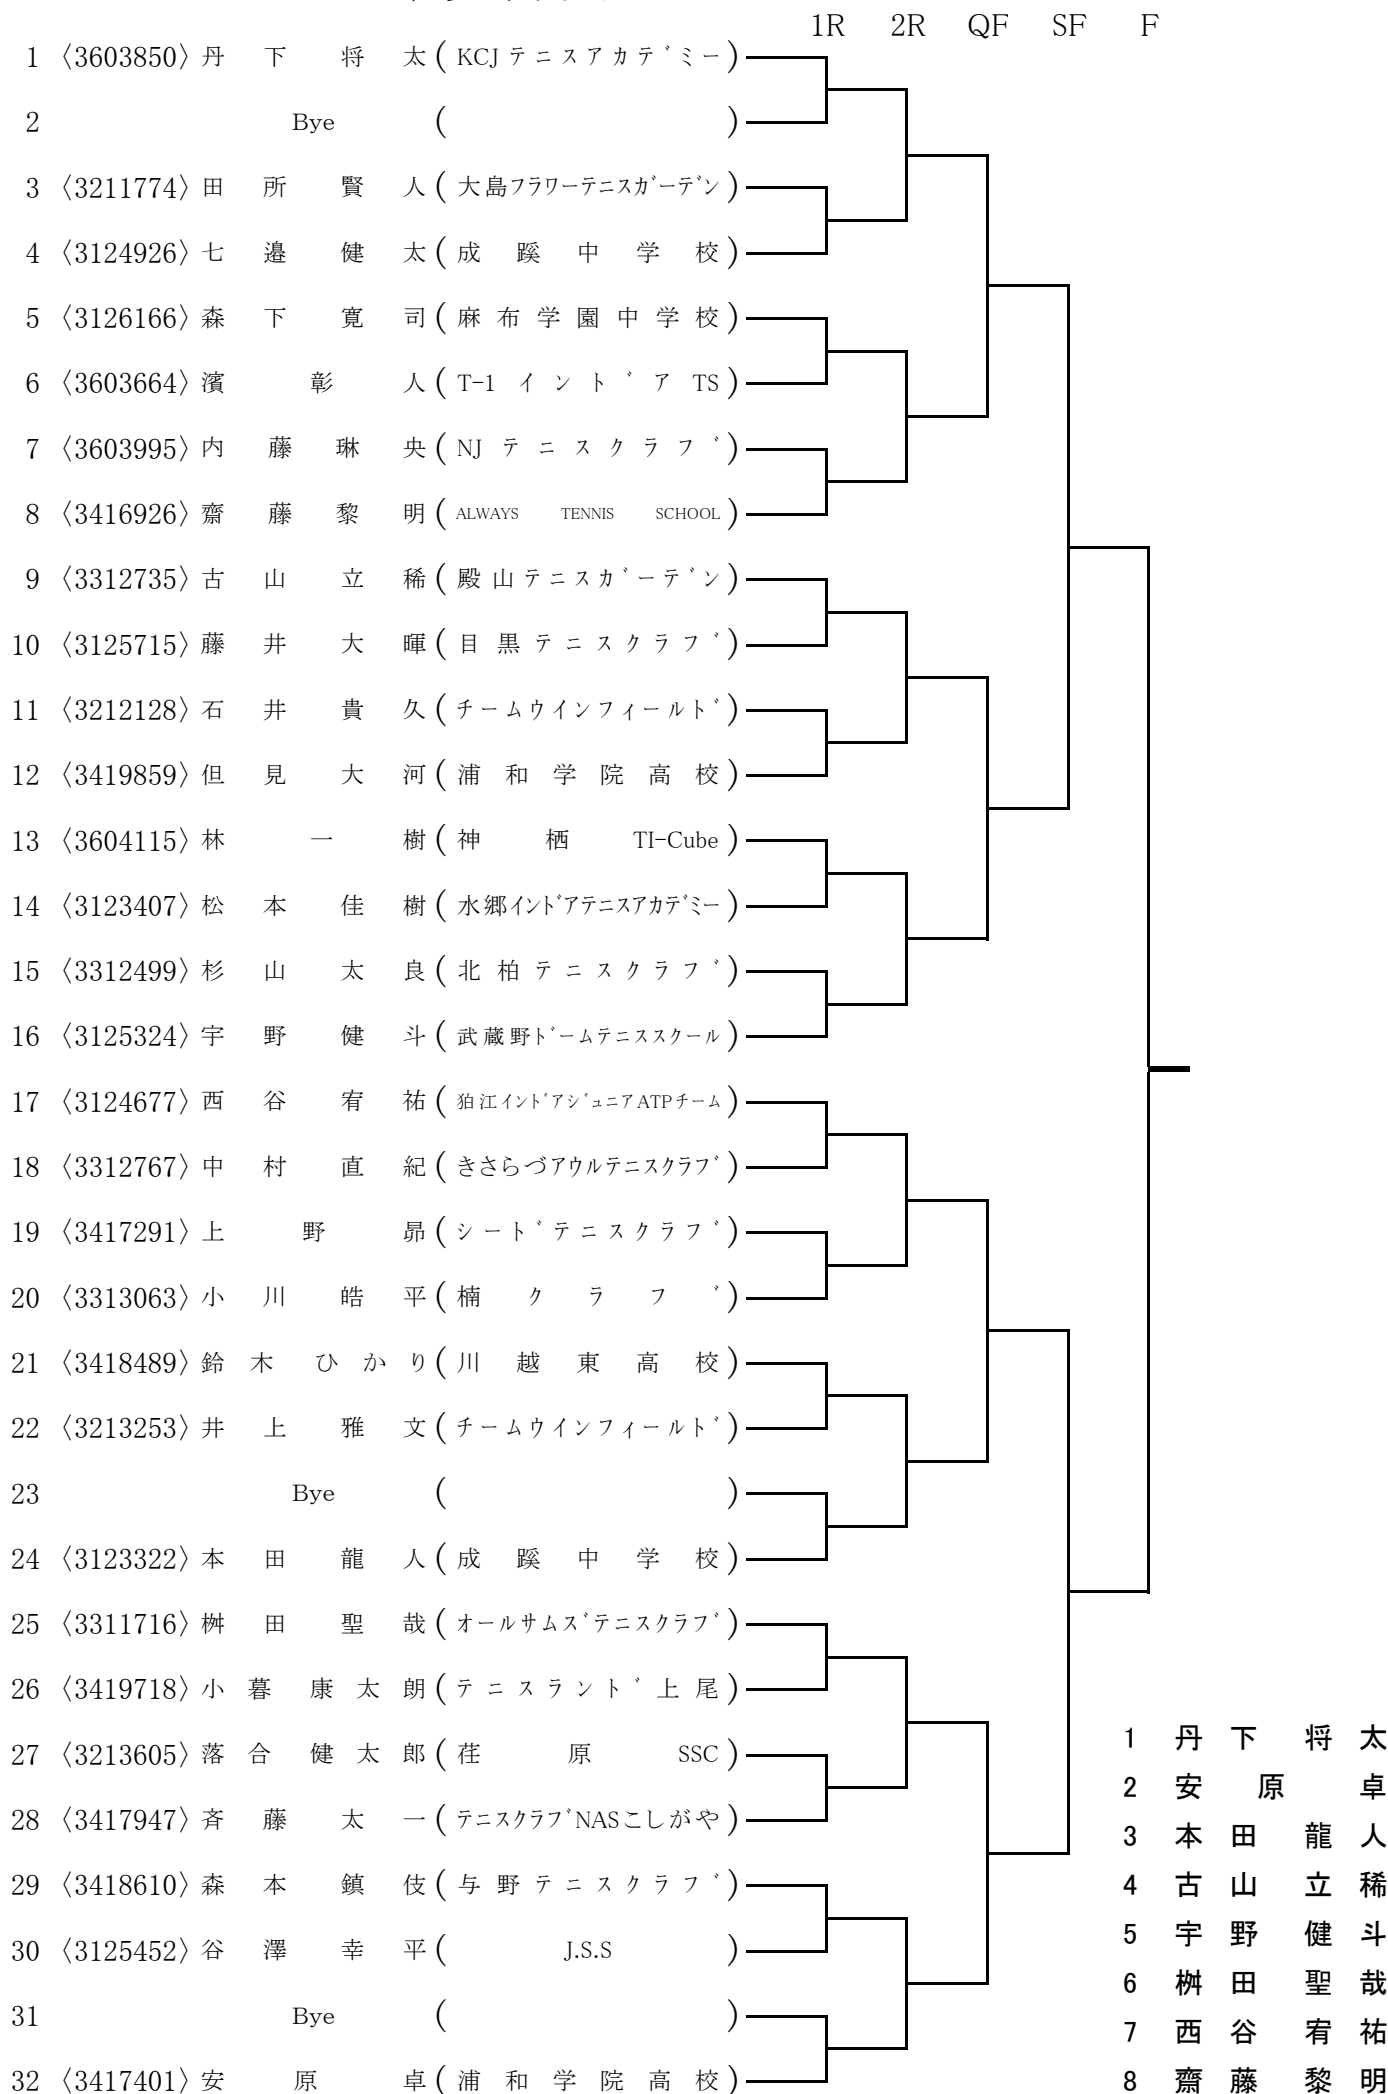 1R 2R QF SF F
1 〈3603850〉 丹下将太 ( KCJテニスアカデミー )
2 Bye ( )
3 〈3211774〉 田所賢人 ( 大島フラワーテニスガーデン )
4 〈3124926〉 七邉健太 ( 成蹊中学校 )
5 〈3126166〉 森下寛司 ( 麻布学園中学校 )
6 〈3603664〉 濱彰人 ( T-1インドアTS )
7 〈3603995〉 内藤琳央 ( NJテニスクラブ )
8 〈3416926〉 齋藤黎明 ( ALWAYS TENNIS SCHOOL )
9 〈3312735〉 古山立稀 ( 殿山テニスガーデン )
10 〈3125715〉 藤井大暉 ( 目黒テニスクラブ )
11 〈3212128〉 石井貴久 ( チームウインフィールド )
12 〈3419859〉 但見大河 ( 浦和学院高校 )
13 〈3604115〉 林一樹 ( 神栖TI-Cube )
14 〈3123407〉 松本佳樹 ( 水郷インドアテニスアカデミー )
15 〈3312499〉 杉山太良 ( 北柏テニスクラブ )
16 〈3125324〉 宇野健斗 ( 武蔵野ドームテニススクール )
17 〈3124677〉 西谷宥祐 ( 狛江インドアジュニアATPチーム )
18 〈3312767〉 中村直紀 ( きさらづアウルテニスクラブ )
19 〈3417291〉 上野昴 ( シードテニスクラブ )
20 〈3313063〉 小川皓平 ( 楠クラブ )
21 〈3418489〉 鈴木ひかり ( 川越東高校 )
22 〈3213253〉 井上雅文 ( チームウインフィールド )
23 Bye ( )
24 〈3123322〉 本田龍人 ( 成蹊中学校 )
25 〈3311716〉 桝田聖哉 ( オールサムズテニスクラブ )
26 〈3419718〉 小暮康太朗 ( テニスランド上尾 )
27 〈3213605〉 落合健太郎 ( 荏原SSC )
28 〈3417947〉 斉藤太一 ( テニスクラブNASこしがや )
29 〈3418610〉 森本鎮伎 ( 与野テニスクラブ )
30 〈3125452〉 谷澤幸平 ( J.S.S )
31 Bye ( )
32 〈3417401〉 安原卓 ( 浦和学院高校 )
1 丹下将太
2 安原卓
3 本田龍人
4 古山立稀
5 宇野健斗
6 桝田聖哉
7 西谷宥祐
8 齋藤黎明